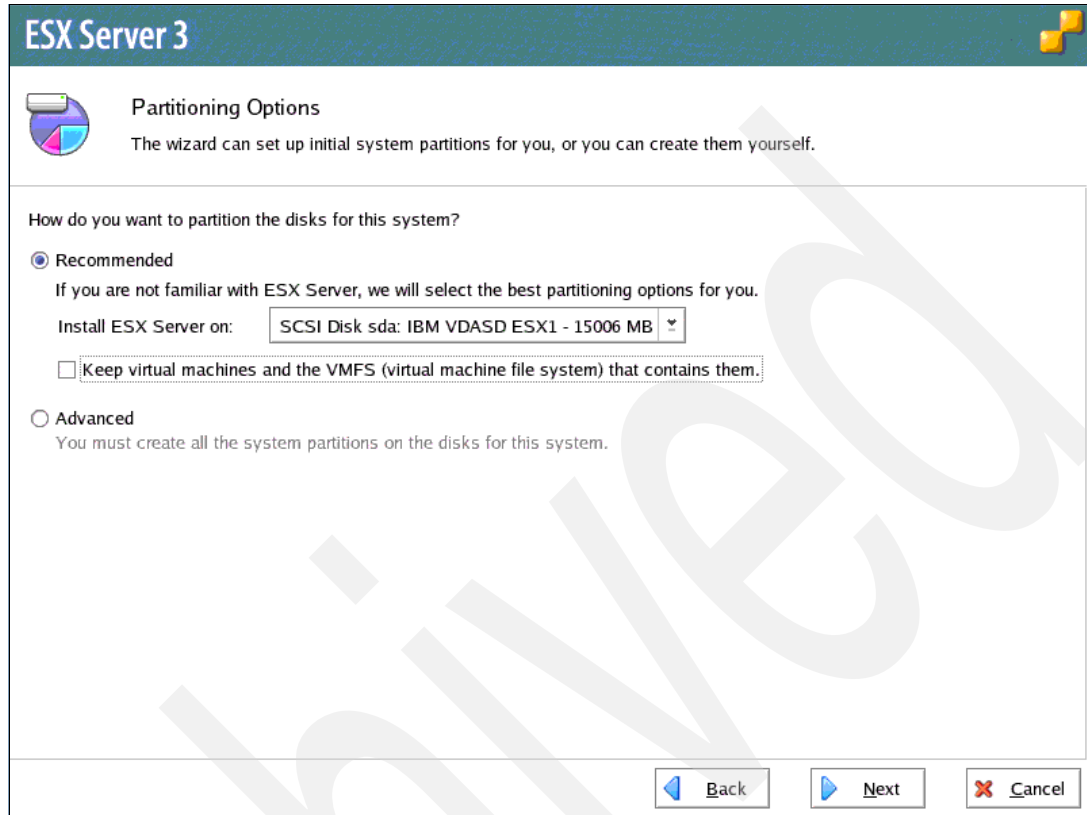 ESX Server 3
Partitioning Options
The wizard can set up initial system partitions for you, or you can create them yourself.
How do you want to partition the disks for this system?
Recommended
If you are not familiar with ESX Server, we will select the best partitioning options for you.
Install ESX Server on: SCSI Disk sda: IBM VDASD ESX1 - 15006 MB
Keep virtual machines and the VMFS (virtual machine file system) that contains them.
Advanced
You must create all the system partitions on the disks for this system.
Back Next Cancel
hived